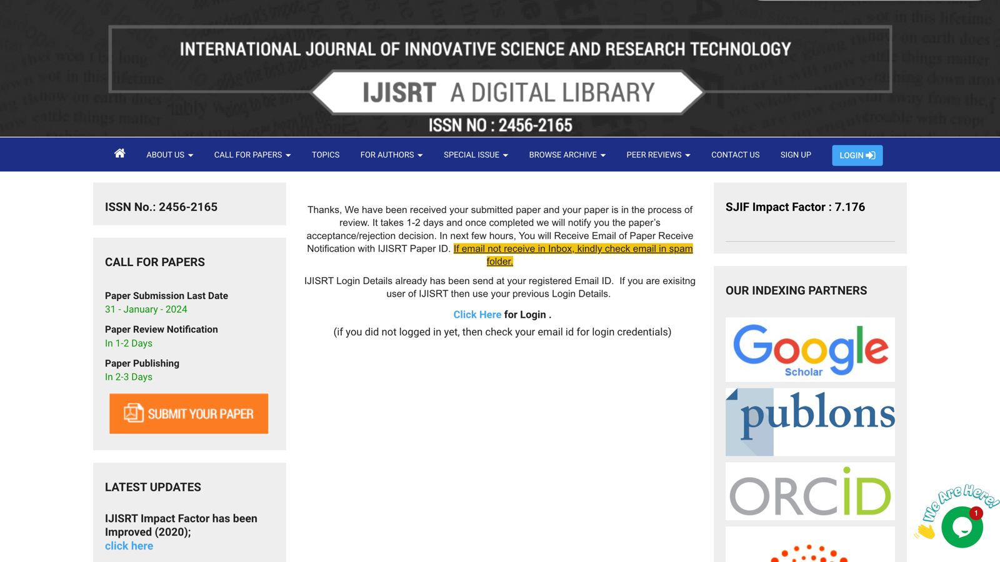 INTERNATIONAL JOURNAL OF INNOVATIVE SCIENCE AND RESEARCH TECHNOLOGY
IJISRT A DIGITAL LIBRARY
ISSN NO : 2456-2165
ABOUT US CALL FOR PAPERS TOPICS FOR AUTHORS SPECIAL ISSUE BROWSE ARCHIVE PEER REVIEWS CONTACT US SIGN UP LOGIN
ISSN No.: 2456-2165
CALL FOR PAPERS
Paper Submission Last Date
31 - January - 2024
Paper Review Notification
In 1-2 Days
Paper Publishing
In 2-3 Days
SUBMIT YOUR PAPER
LATEST UPDATES
IJISRT Impact Factor has been
Improved (2020);
click here
Thanks, We have been received your submitted paper and your paper is in the process of
review. It takes 1-2 days and once completed we will notify you the paper's
acceptance/rejection decision. In next few hours, You will Receive Email of Paper Receive
Notification with IJISRT Paper ID. If email not receive in Inbox, kindly check email in spam
folder.
IJISRT Login Details already has been send at your registered Email ID.  If you are exisitng
user of IJISRT then use your previous Login Details.
Click Here for Login .
(if you did not logged in yet, then check your email id for login credentials)
SJIF Impact Factor : 7.176
OUR INDEXING PARTNERS
Google
Scholar
publons
ORCiD
We Are Here!
1